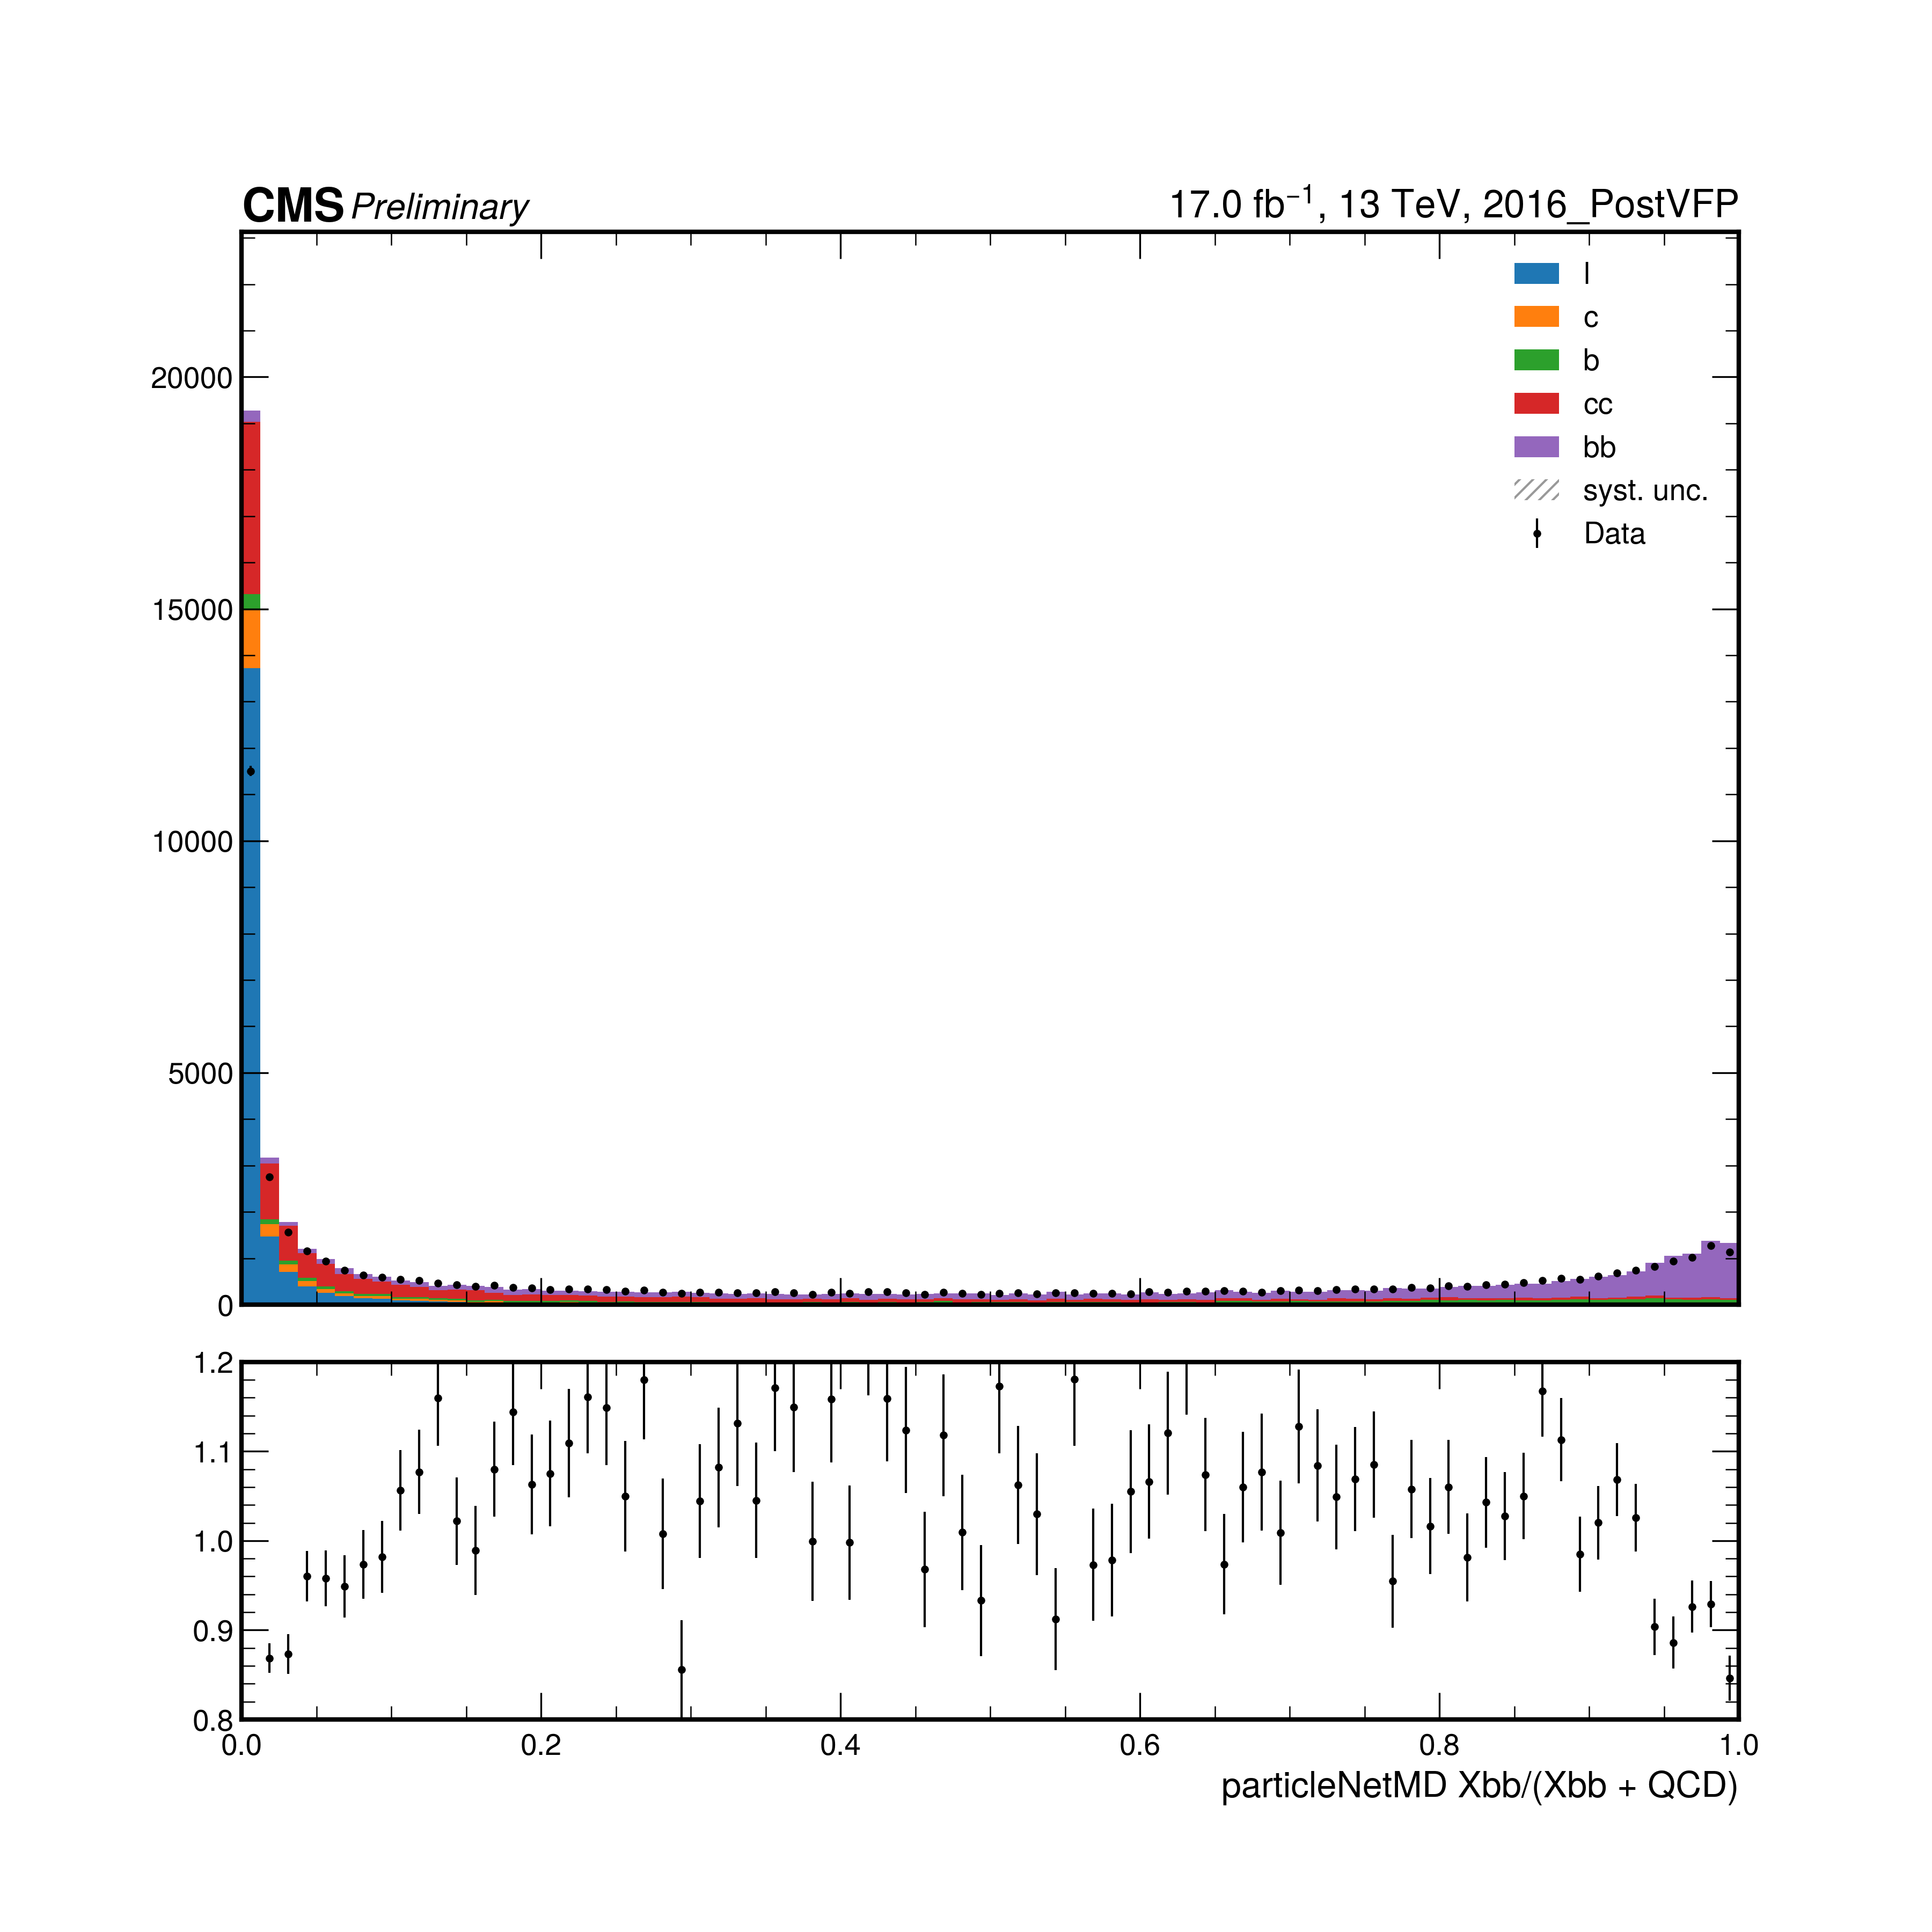 CMS Preliminary
17.0 fb⁻¹, 13 TeV, 2016_PostVFP
l
c
b
cc
bb
syst. unc.
Data
20000
15000
10000
5000
0
1.2
1.1
1.0
0.9
0.8
0.0 0.2 0.4 0.6 0.8 1.0
particleNetMD Xbb/(Xbb + QCD)